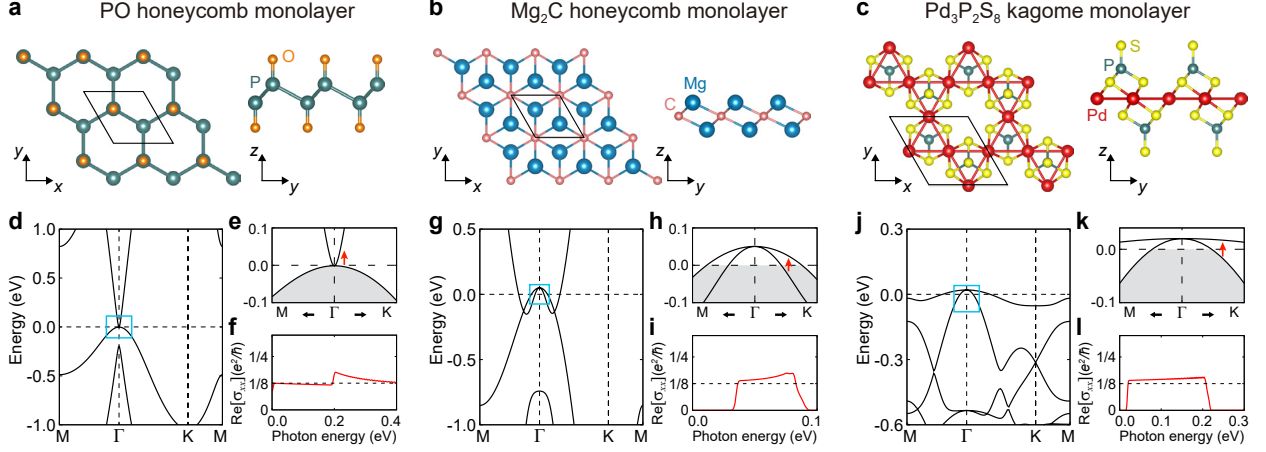 a PO honeycomb monolayer
b Mg₂C honeycomb monolayer
c Pd₃P₂S₈ kagome monolayer
O
P
y
x
z
y
Mg
C
y
x
z
y
S
P
Pd
y
x
z
y
d
Energy (eV)
1.0
0.5
0.0
-0.5
-1.0
M Γ K M
e
0.1
0.0
-0.1
M ← Γ → K
f
Re[σₓₓ](e²/ℏ)
1/4
1/8
0
0.0 0.2 0.4
Photon energy (eV)
g
0.5
0.0
-0.5
-1.0
M Γ K M
h
0.1
0.0
-0.1
M ← Γ → K
i
Re[σₓₓ](e²/ℏ)
1/4
1/8
0
0.0 0.1
Photon energy (eV)
j
Energy (eV)
0.3
-0.0
-0.3
-0.6
M Γ K M
k
0.0
-0.1
M ← Γ → K
l
Re[σₓₓ](e²/ℏ)
1/4
1/8
0
0.0 0.1 0.2 0.3
Photon energy (eV)